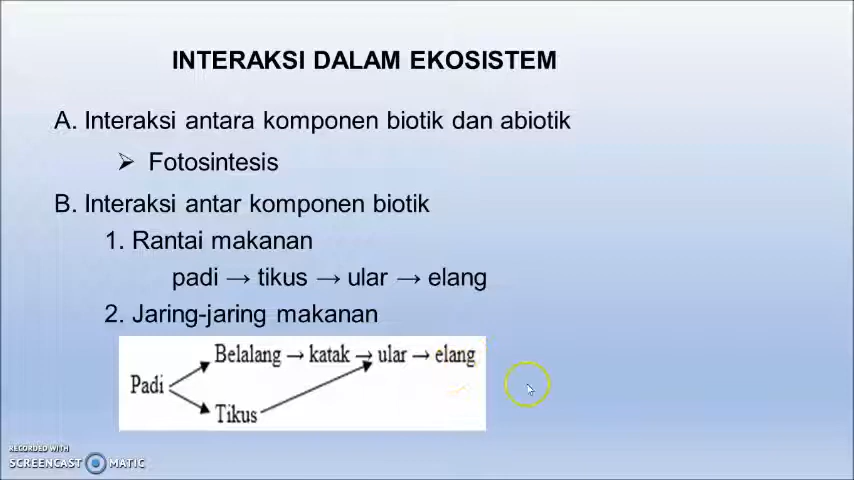 INTERAKSI DALAM EKOSISTEM
A. Interaksi antara komponen biotik dan abiotik
➢ Fotosintesis
B. Interaksi antar komponen biotik
1. Rantai makanan
padi → tikus → ular → elang
2. Jaring-jaring makanan
Belalang → katak → ular → elang
Padi
Tikus
RECORDED WITH
SCREENCAST MATIC